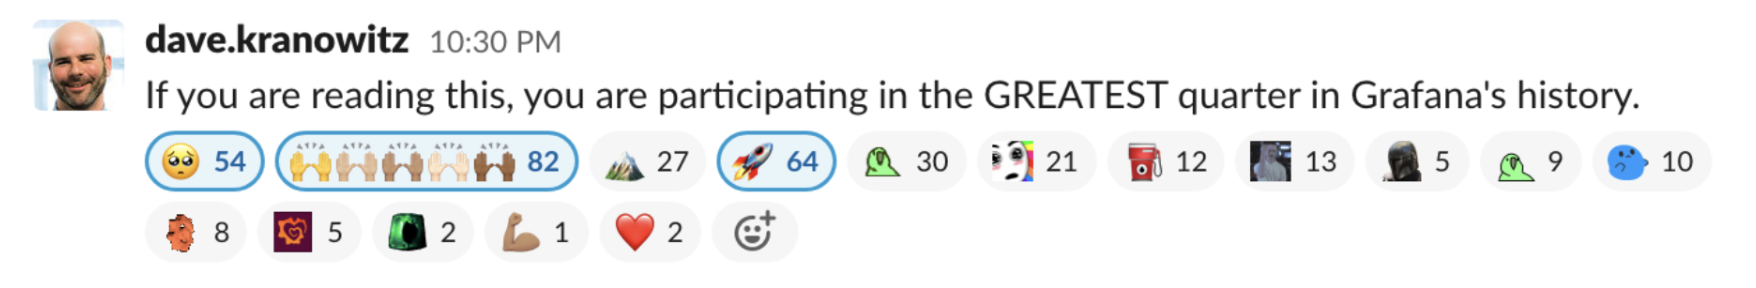 dave.kranowitz 10:30 PM
If you are reading this, you are participating in the GREATEST quarter in Grafana's history.
54 82 27 64 30 21 12 13 5 9 10
8 5 2 1 2